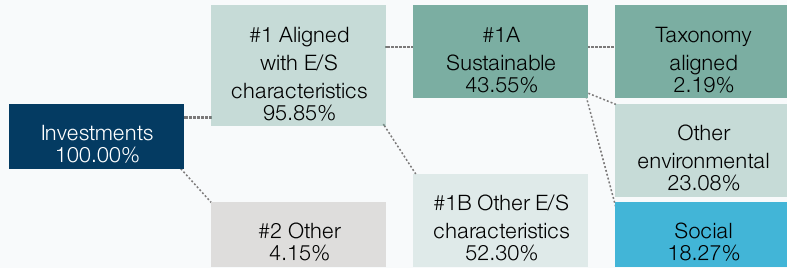 Investments
100.00%
#1 Aligned
with E/S
characteristics
95.85%
#2 Other
4.15%
#1A
Sustainable
43.55%
#1B Other E/S
characteristics
52.30%
Taxonomy
aligned
2.19%
Other
environmental
23.08%
Social
18.27%